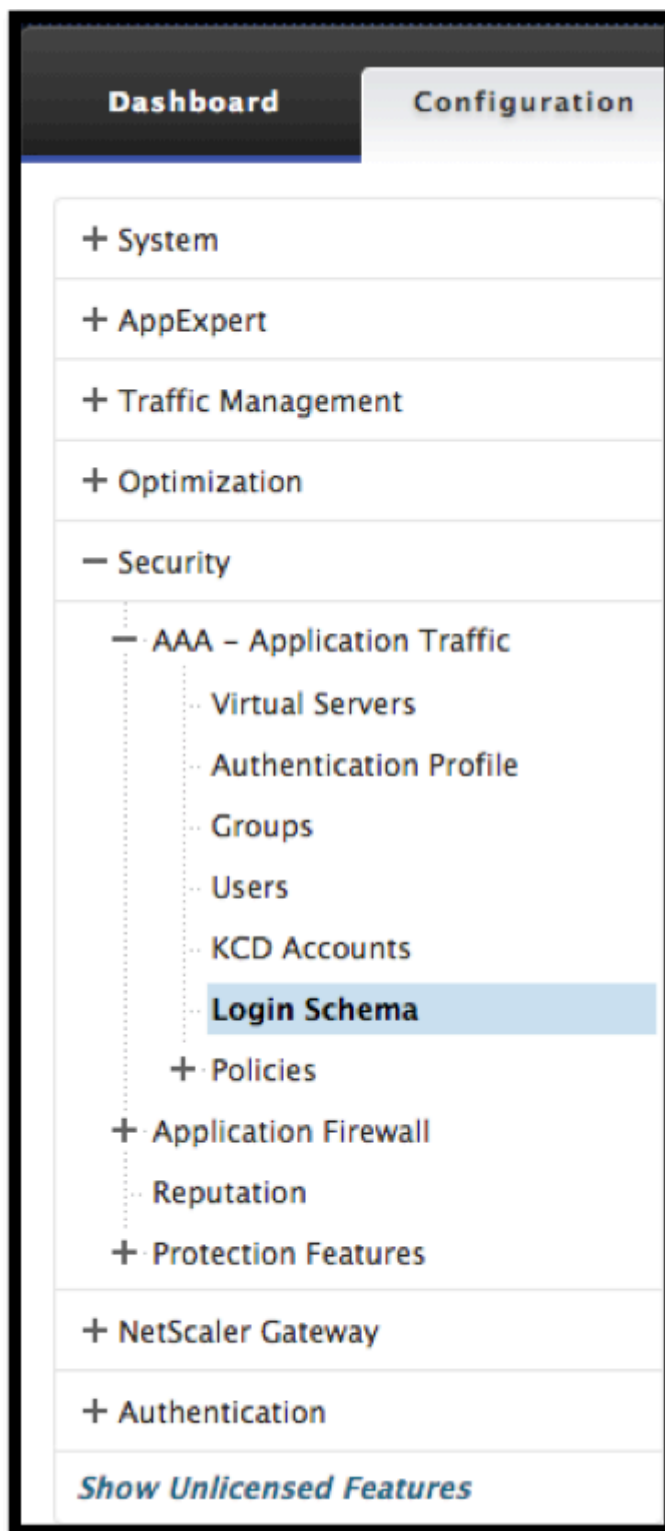 Dashboard Configuration
+ System
+ AppExpert
+ Traffic Management
+ Optimization
− Security
− AAA – Application Traffic
Virtual Servers
Authentication Profile
Groups
Users
KCD Accounts
Login Schema
+ Policies
+ Application Firewall
Reputation
+ Protection Features
+ NetScaler Gateway
+ Authentication
Show Unlicensed Features